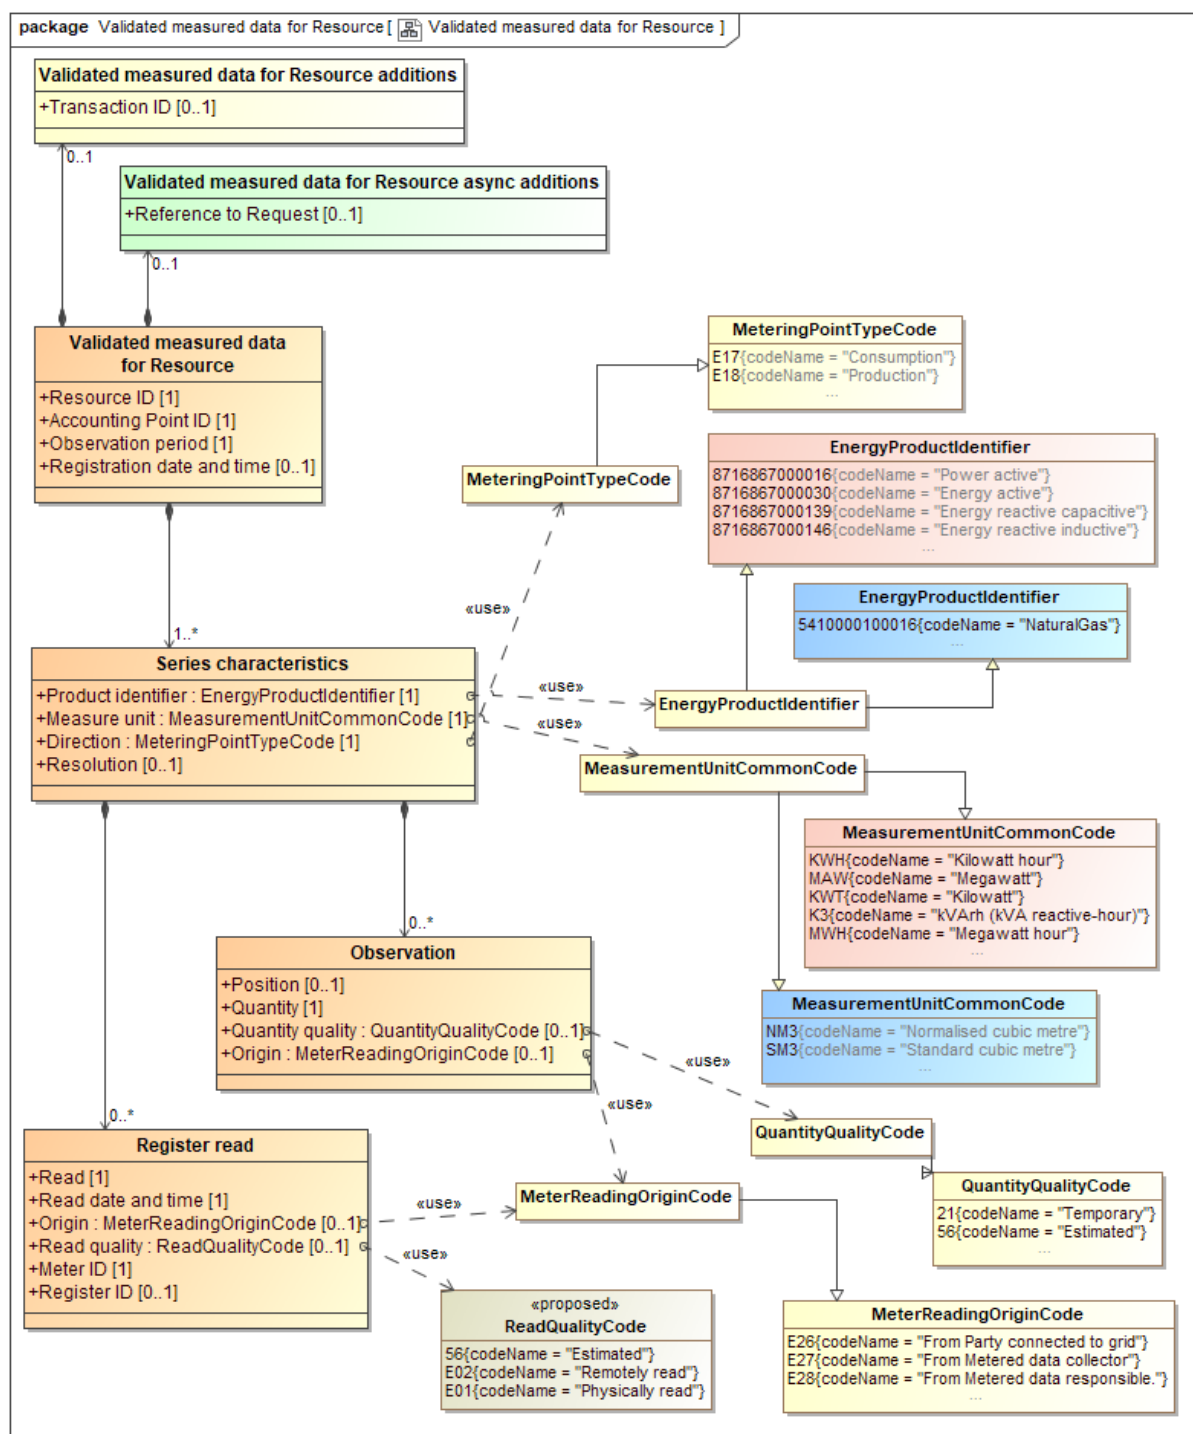 package Validated measured data for Resource [ Validated measured data for Resource ]
Validated measured data for Resource additions
+Transaction ID [0..1]
0..1
Validated measured data for Resource async additions
+Reference to Request [0..1]
0..1
Validated measured data
for Resource
+Resource ID [1]
+Accounting Point ID [1]
+Observation period [1]
+Registration date and time [0..1]
MeteringPointTypeCode
E17{codeName = "Consumption"}
E18{codeName = "Production"}
...
EnergyProductIdentifier
8716867000016{codeName = "Power active"}
8716867000030{codeName = "Energy active"}
8716867000139{codeName = "Energy reactive capacitive"}
8716867000146{codeName = "Energy reactive inductive"}
...
MeteringPointTypeCode
«use»
EnergyProductIdentifier
5410000100016{codeName = "NaturalGas"}
...
1..*
Series characteristics
+Product identifier : EnergyProductIdentifier [1]
+Measure unit : MeasurementUnitCommonCode [1]
+Direction : MeteringPointTypeCode [1]
+Resolution [0..1]
«use»
EnergyProductIdentifier
«use»
MeasurementUnitCommonCode
MeasurementUnitCommonCode
KWH{codeName = "Kilowatt hour"}
MAW{codeName = "Megawatt"}
KWT{codeName = "Kilowatt"}
K3{codeName = "kVArh (kVA reactive-hour)"}
MWH{codeName = "Megawatt hour"}
...
0..*
Observation
+Position [0..1]
+Quantity [1]
+Quantity quality : QuantityQualityCode [0..1]
+Origin : MeterReadingOriginCode [0..1]
MeasurementUnitCommonCode
NM3{codeName = "Normalised cubic metre"}
SM3{codeName = "Standard cubic metre"}
...
«use»
«use»
0..*
QuantityQualityCode
Register read
+Read [1]
+Read date and time [1]
+Origin : MeterReadingOriginCode [0..1]
+Read quality : ReadQualityCode [0..1]
+Meter ID [1]
+Register ID [0..1]
«use»
«use»
MeterReadingOriginCode
QuantityQualityCode
21{codeName = "Temporary"}
56{codeName = "Estimated"}
...
«proposed»
ReadQualityCode
56{codeName = "Estimated"}
E02{codeName = "Remotely read"}
E01{codeName = "Physically read"}
MeterReadingOriginCode
E26{codeName = "From Party connected to grid"}
E27{codeName = "From Metered data collector"}
E28{codeName = "From Metered data responsible."}
...